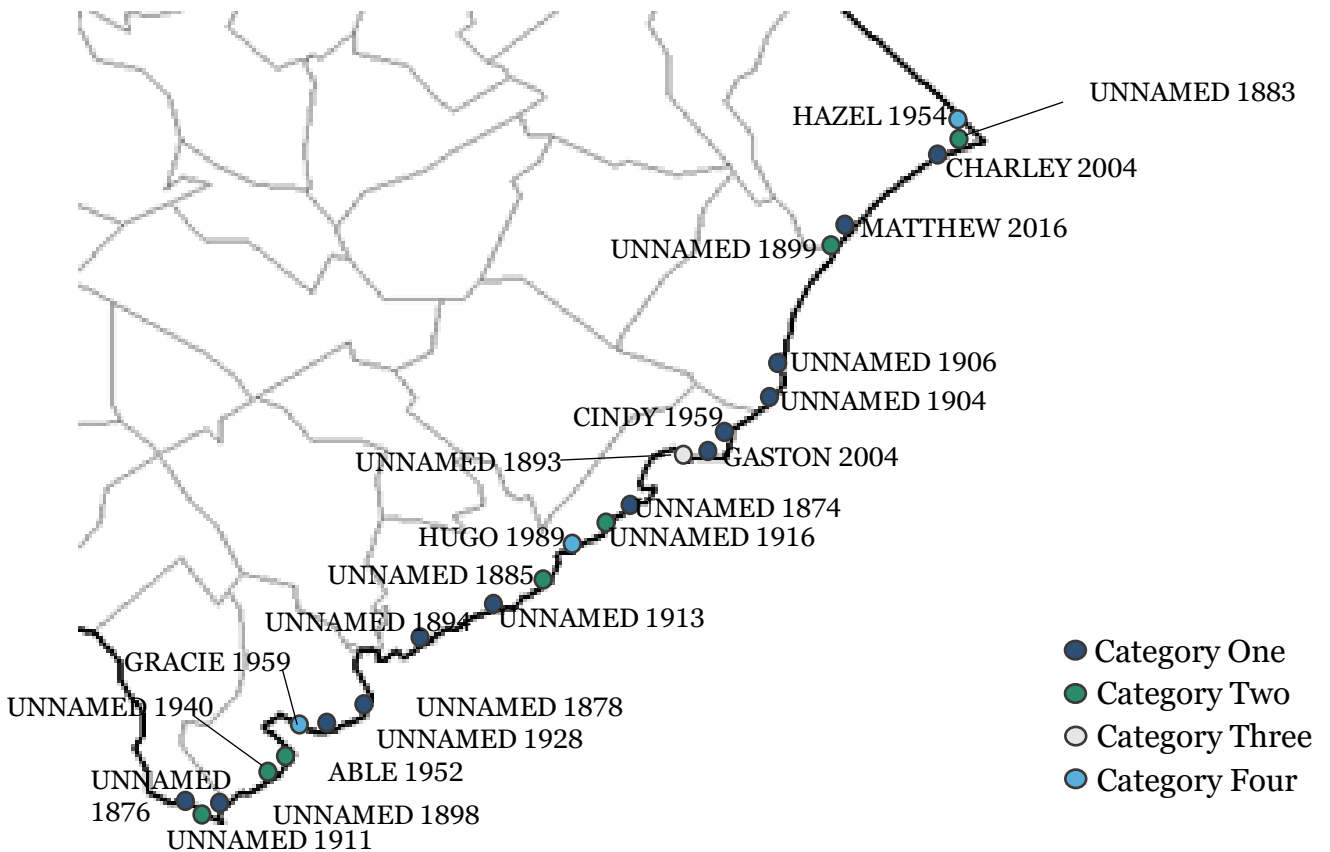 UNNAMED 1883
HAZEL 1954
CHARLEY 2004
MATTHEW 2016
UNNAMED 1899
UNNAMED 1906
UNNAMED 1904
CINDY 1959
GASTON 2004
UNNAMED 1893
UNNAMED 1874
HUGO 1989
UNNAMED 1916
UNNAMED 1885
UNNAMED 1894
UNNAMED 1913
GRACIE 1959
UNNAMED 1940
UNNAMED 1878
UNNAMED 1928
ABLE 1952
UNNAMED
1876
UNNAMED 1898
UNNAMED 1911
Category One
Category Two
Category Three
Category Four